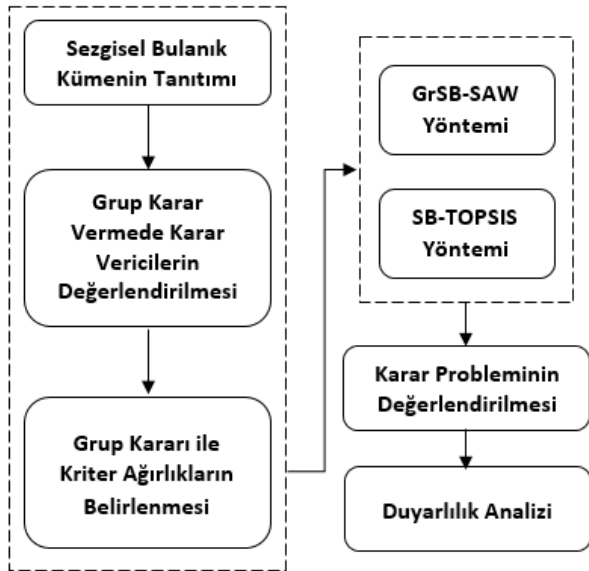 Sezgisel Bulanık
Kümenin Tanıtımı
Grup Karar
Vermede Karar
Vericilerin
Değerlendirilmesi
Grup Kararı ile
Kriter Ağırlıkların
Belirlenmesi
GrSB-SAW
Yöntemi
SB-TOPSIS
Yöntemi
Karar Probleminin
Değerlendirilmesi
Duyarlılık Analizi